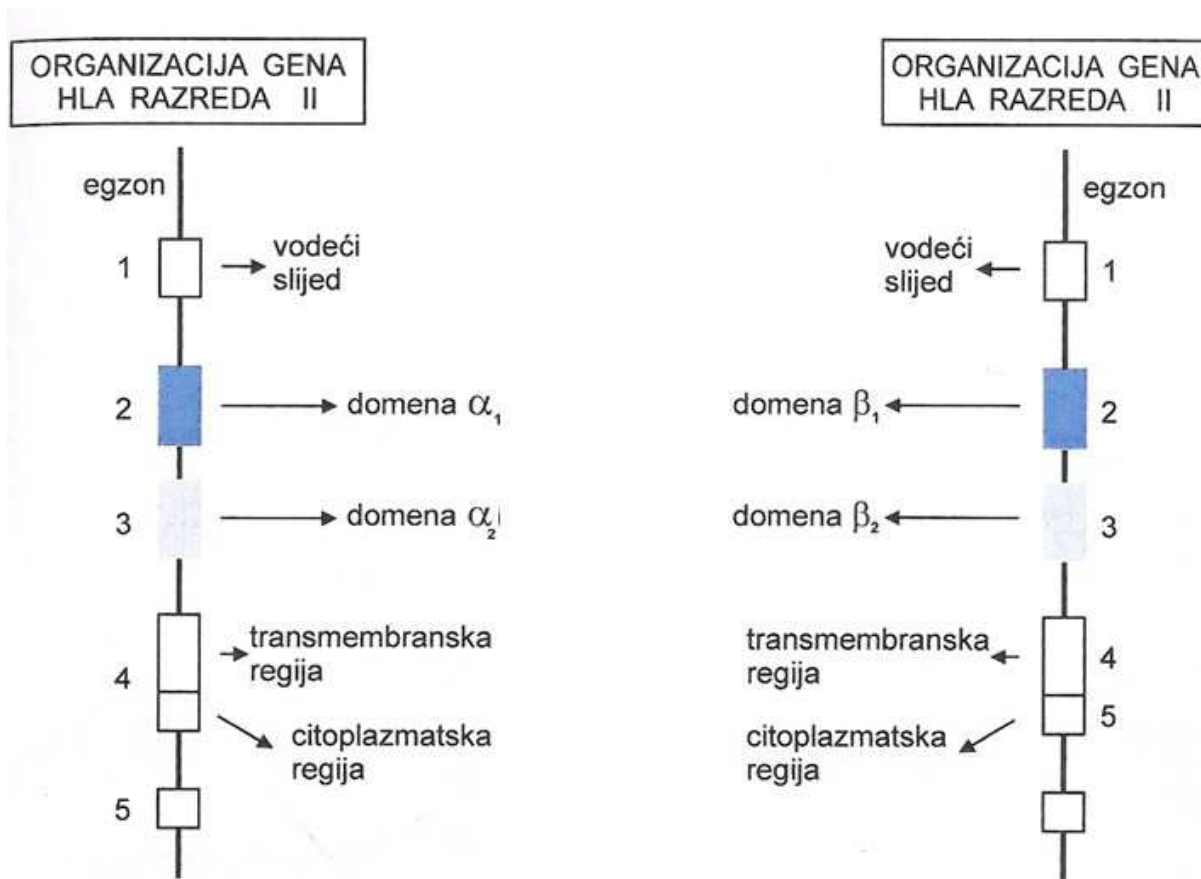 ORGANIZACIJA GENA
HLA RAZREDA II
egzon
1
vodeći
slijed
2
domena α₁
3
domena α₂
4
transmembranska
regija
citoplazmatska
regija
5
ORGANIZACIJA GENA
HLA RAZREDA II
egzon
vodeći
slijed
1
domena β₁
2
domena β₂
3
transmembranska
regija
4
5
citoplazmatska
regija